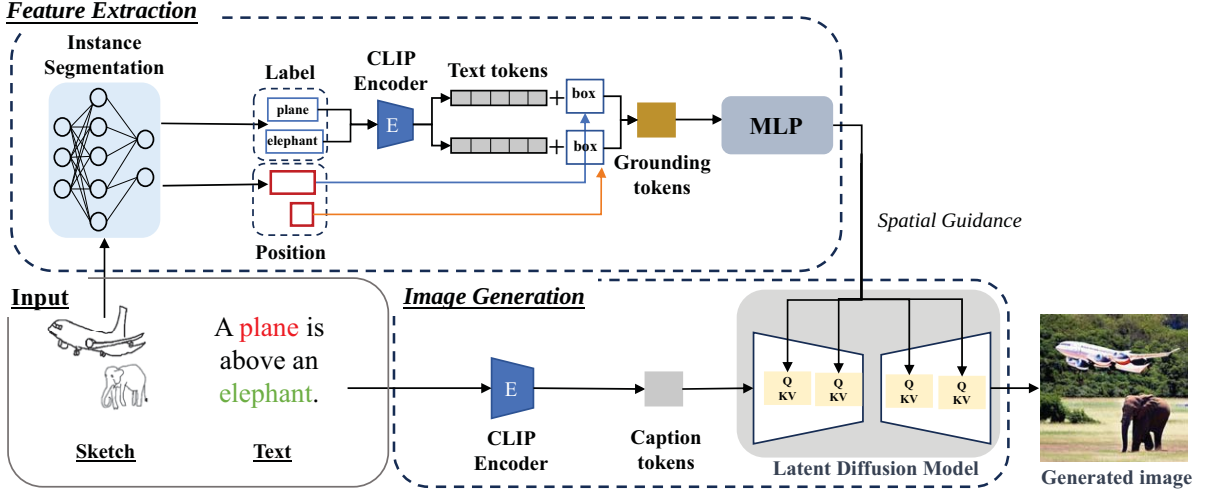 Feature Extraction
Instance
Segmentation
Label
plane
elephant
Position
CLIP
Encoder
E
Text tokens
+
box
+
box
Grounding
tokens
MLP
Spatial Guidance
Input
A plane is
above an
elephant.
Sketch
Text
Image Generation
E
CLIP
Encoder
Caption
tokens
Q
KV
Q
KV
Q
KV
Q
KV
Latent Diffusion Model
Generated image